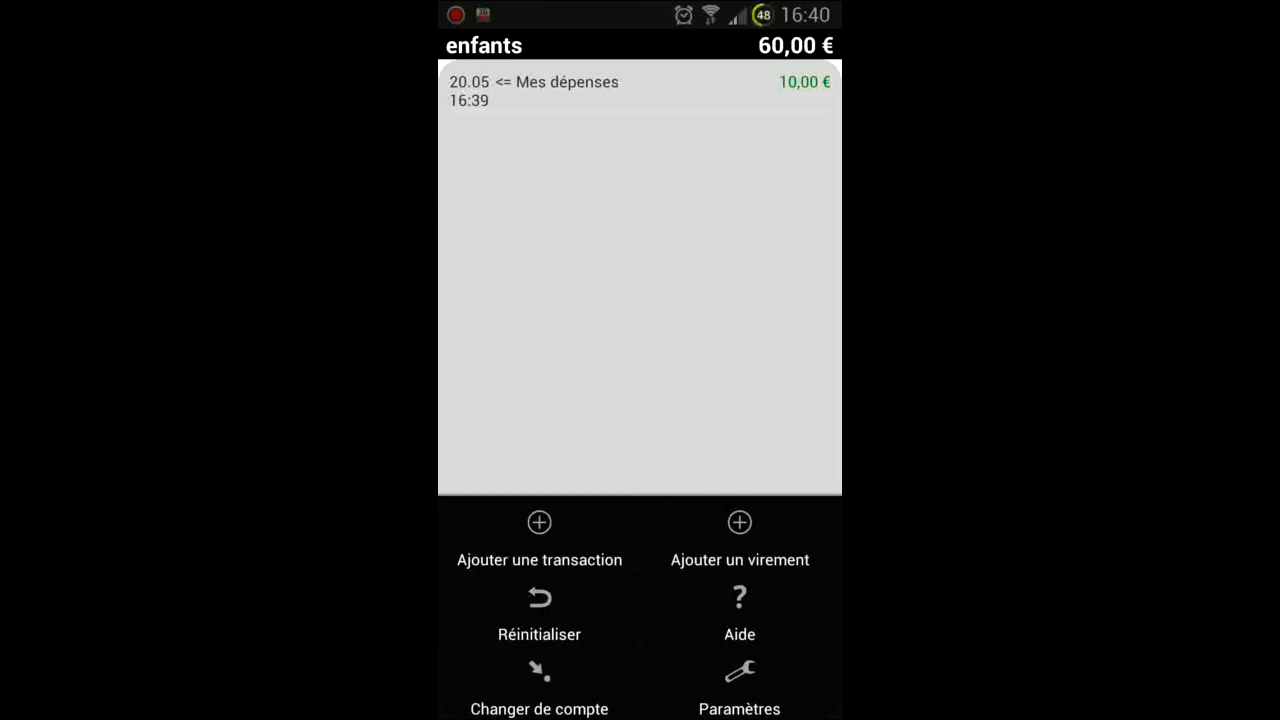 48 16:40
enfants 60,00 €
20.05 <= Mes dépenses 10,00 €
16:39
Ajouter une transaction Ajouter un virement
?
Réinitialiser Aide
Changer de compte Paramètres